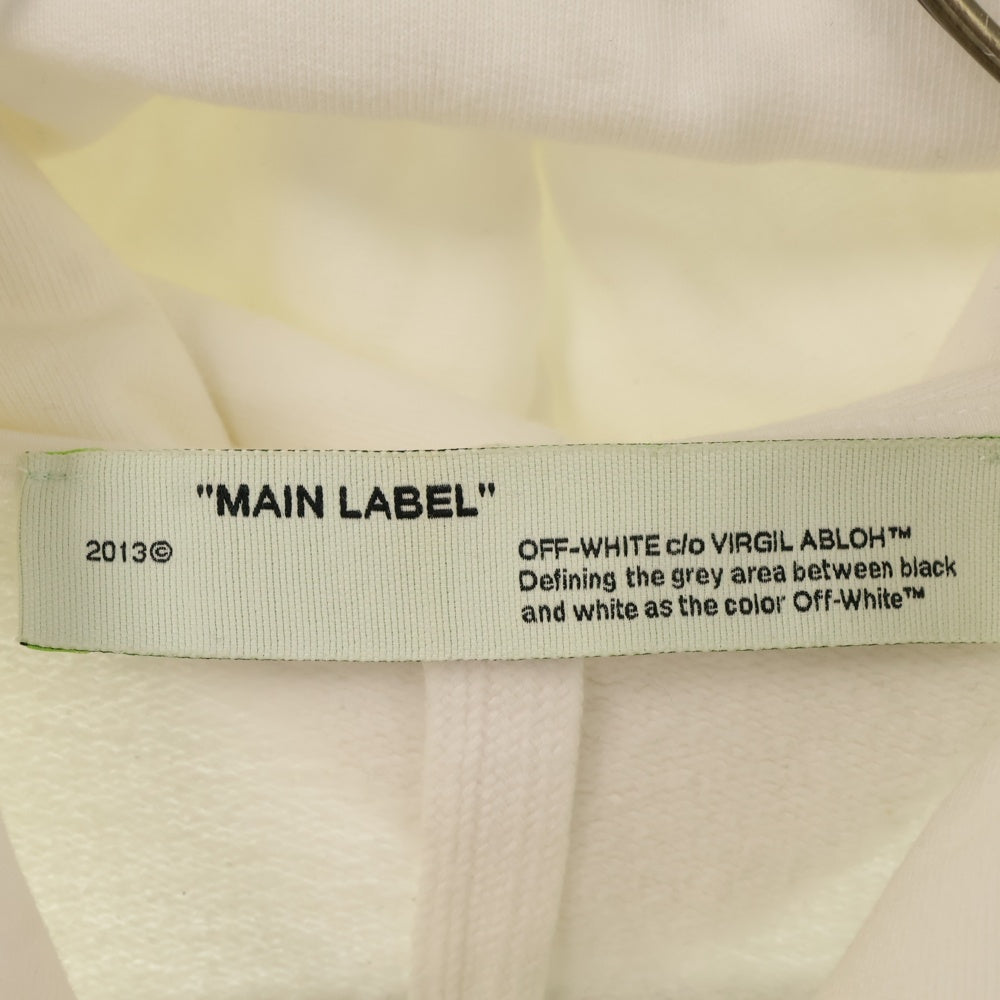 "MAIN LABEL"
2013©
OFF-WHITE c/o VIRGIL ABLOH™
Defining the grey area between black
and white as the color Off-White™